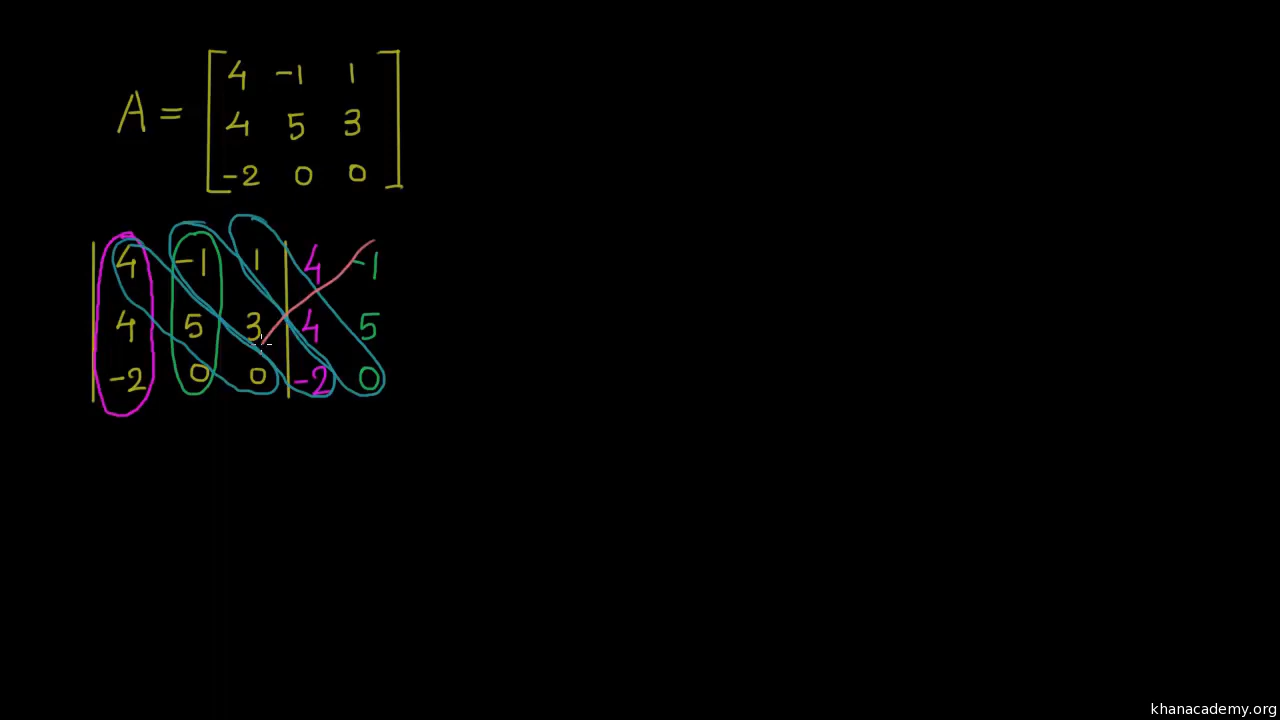 A = [ 4 -1 1
4 5 3
-2 0 0 ]
| 4 -1 1 | 4 -1
4 5 3 4 5
-2 0 0 -2 0
khanacademy.org